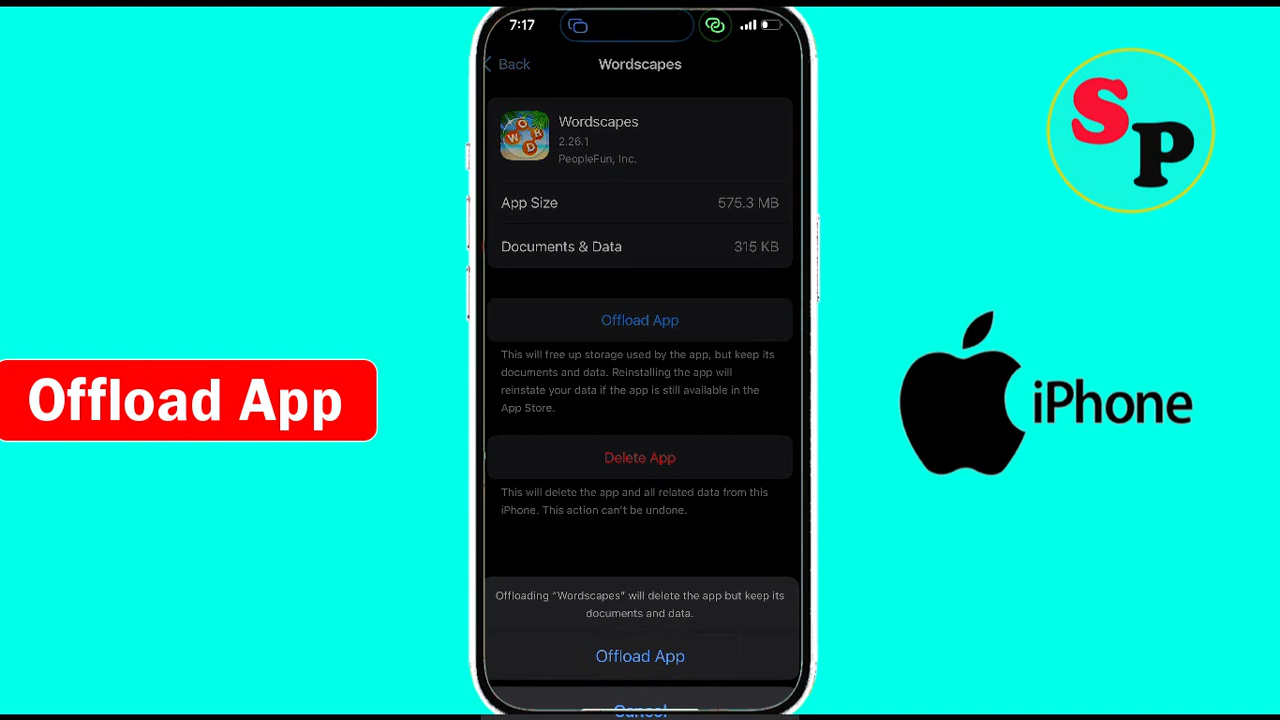 7:17
Back
Wordscapes
Wordscapes
2.26.1
PeopleFun, Inc.
App Size 575.3 MB
Documents & Data 315 KB
Offload App
This will free up storage used by the app, but keep its
documents and data. Reinstalling the app will
reinstate your data if the app is still available in the
App Store.
Delete App
This will delete the app and all related data from this
iPhone. This action can't be undone.
Offloading “Wordscapes” will delete the app but keep its
documents and data.
Offload App
Cancel
Offload App
SP
iPhone
W O R D